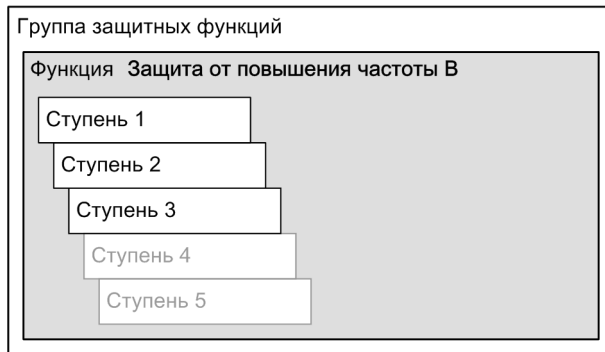 Группа защитных функций
Функция Защита от повышения частоты В
Ступень 1
Ступень 2
Ступень 3
Ступень 4
Ступень 5